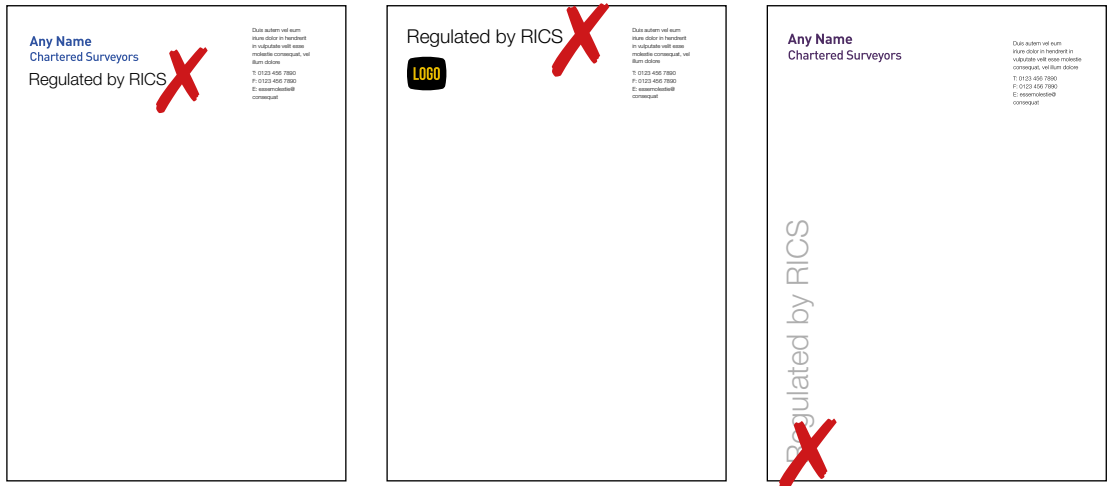 Any Name
Chartered Surveyors
Regulated by RICS
Duis autem vel eum
iriure dolor in hendrerit
in vulputate velit esse
molestie consequat, vel
illum dolore
T: 0123 456 7890
F: 0123 456 7890
E: essemolestie@
consequat
Regulated by RICS
LOGO
Duis autem vel eum
iriure dolor in hendrerit
in vulputate velit esse
molestie consequat, vel
illum dolore
T: 0123 456 7890
F: 0123 456 7890
E: essemolestie@
consequat
Any Name
Chartered Surveyors
Duis autem vel eum
iriure dolor in hendrerit in
vulputate velit esse molestie
consequat, vel illum dolore
T: 0123 456 7890
F: 0123 456 7890
E: essemolestie@
consequat
Regulated by RICS